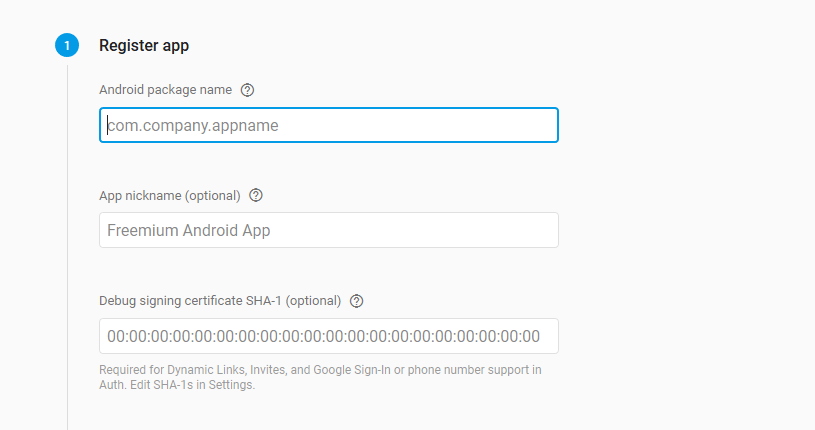 1 Register app
Android package name
com.company.appname
App nickname (optional)
Freemium Android App
Debug signing certificate SHA-1 (optional)
00:00:00:00:00:00:00:00:00:00:00:00:00:00:00:00:00:00:00:00
Required for Dynamic Links, Invites, and Google Sign-In or phone number support in
Auth. Edit SHA-1s in Settings.